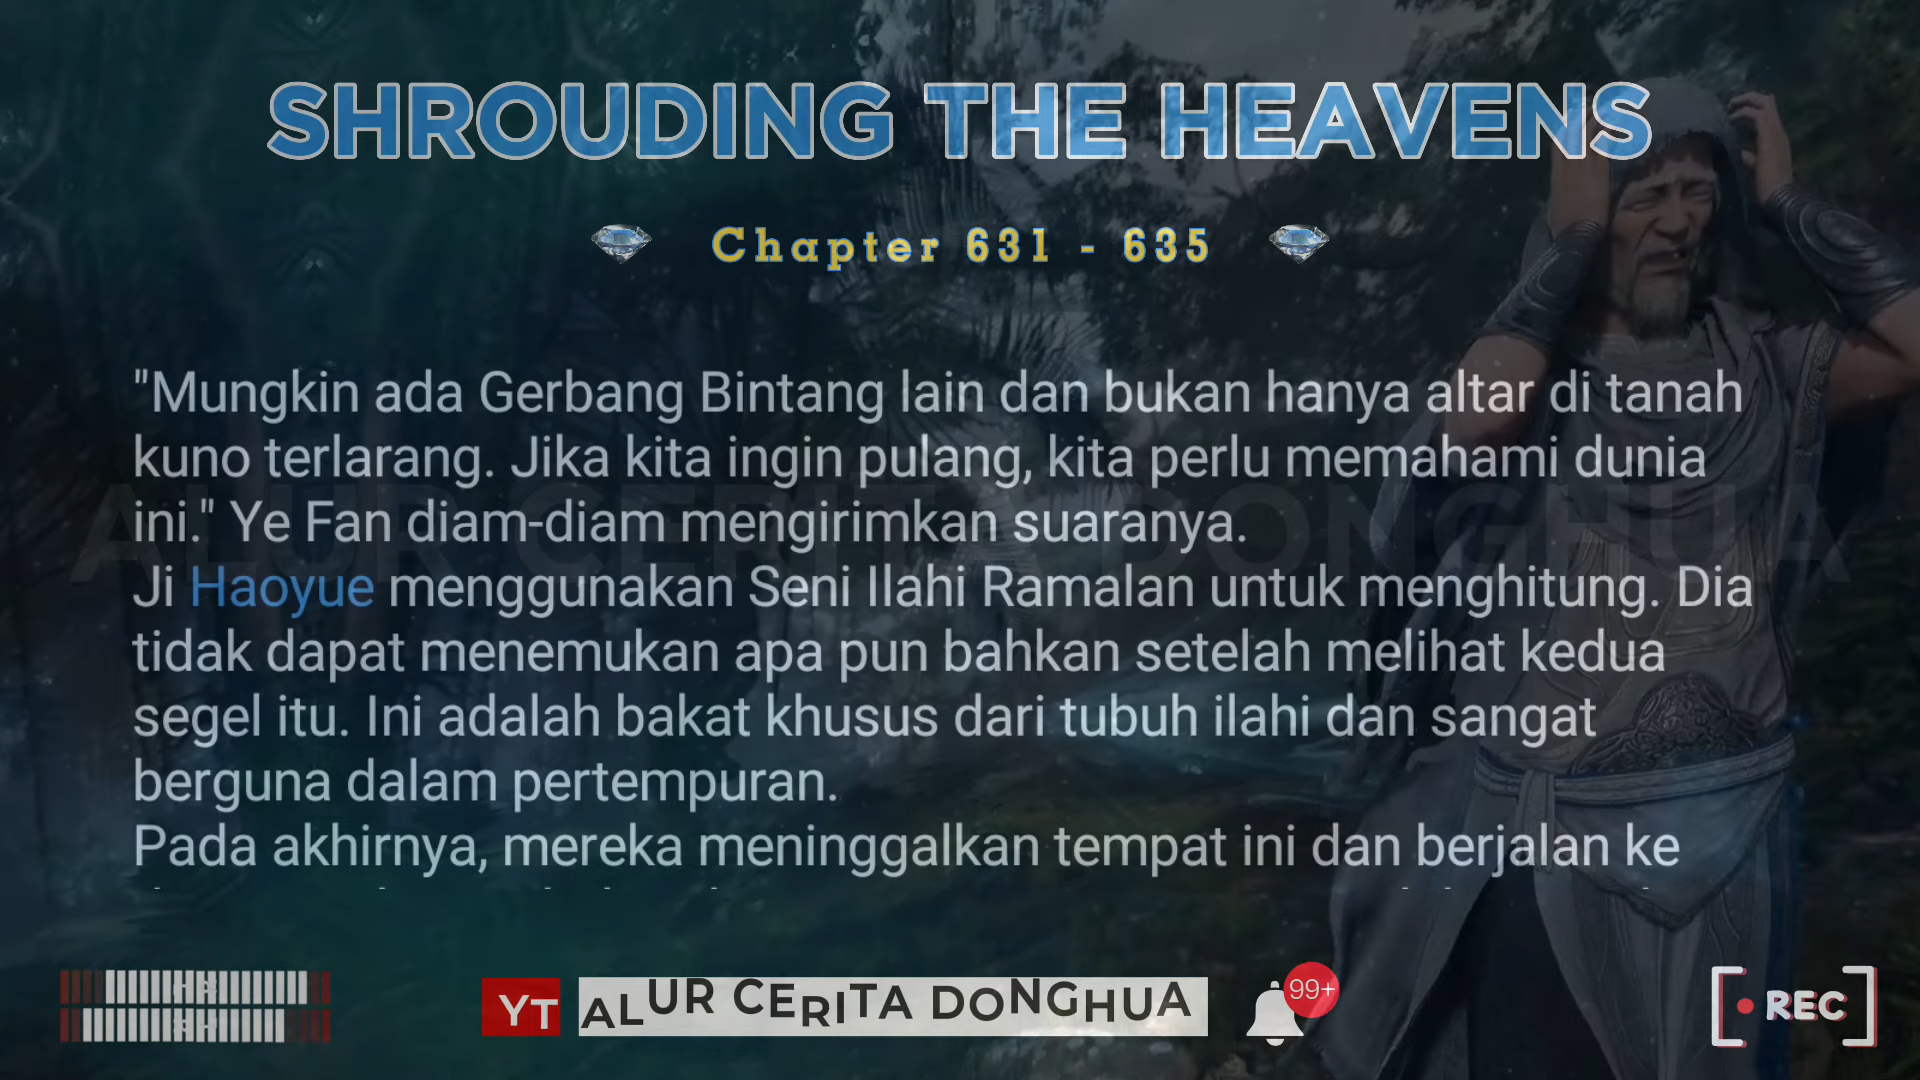 SHROUDING THE HEAVENS
Chapter 631 - 635
"Mungkin ada Gerbang Bintang lain dan bukan hanya altar di tanah
kuno terlarang. Jika kita ingin pulang, kita perlu memahami dunia
ini." Ye Fan diam-diam mengirimkan suaranya.
Ji Haoyue menggunakan Seni Ilahi Ramalan untuk menghitung. Dia
tidak dapat menemukan apa pun bahkan setelah melihat kedua
segel itu. Ini adalah bakat khusus dari tubuh ilahi dan sangat
berguna dalam pertempuran.
Pada akhirnya, mereka meninggalkan tempat ini dan berjalan ke
ALUR CERITA DONGHUA
YT ALUR CERITA DONGHUA
99+
REC